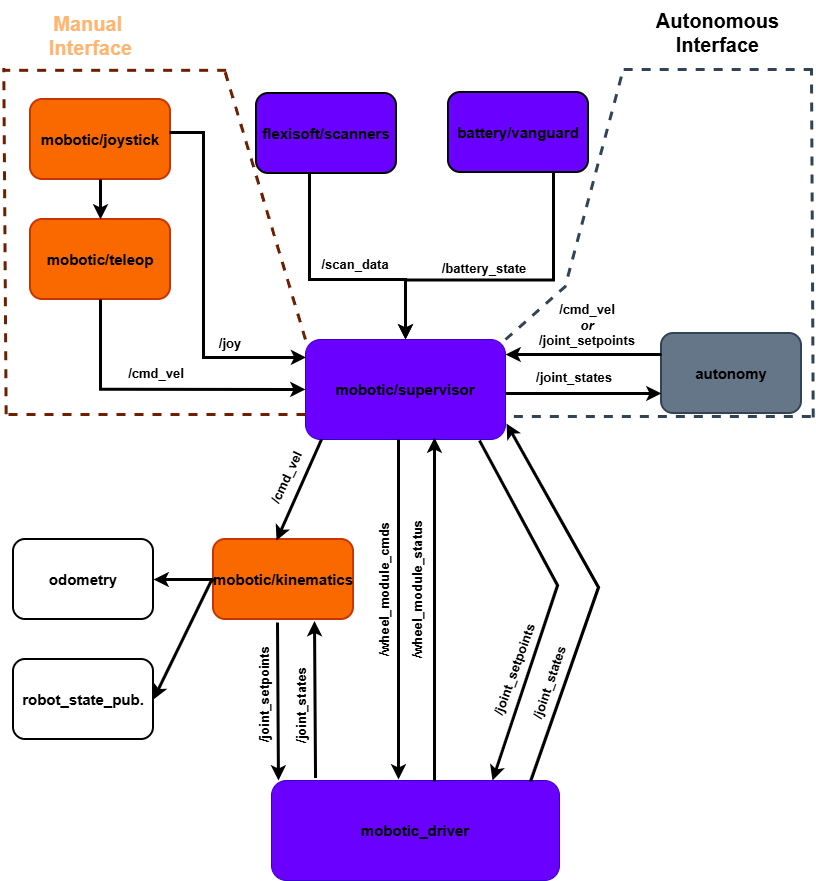 Manual
Interface
Autonomous
Interface
mobotic/joystick
flexisoft/scanners
battery/vanguard
mobotic/teleop
/scan_data
/battery_state
/cmd_vel
or
/joint_setpoints
/joy
/cmd_vel
/joint_states
autonomy
mobotic/supervisor
/cmd_vel
/wheel_module_cmds
/wheel_module_status
odometry
mobotic/kinematics
/joint_setpoints
/joint_states
/joint_setpoints
/joint_states
robot_state_pub.
mobotic_driver